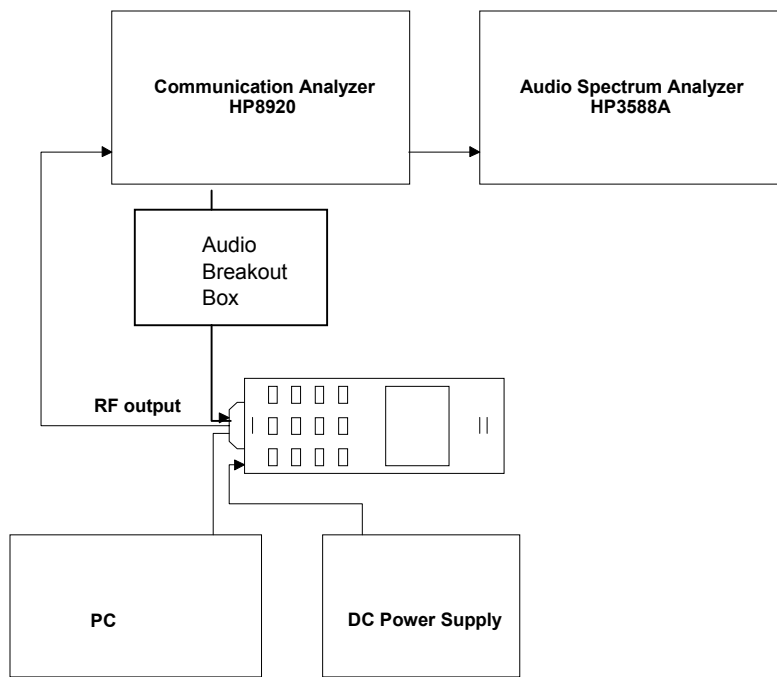 Communication Analyzer
HP8920
Audio Spectrum Analyzer
HP3588A
Audio
Breakout
Box
RF output
PC
DC Power Supply